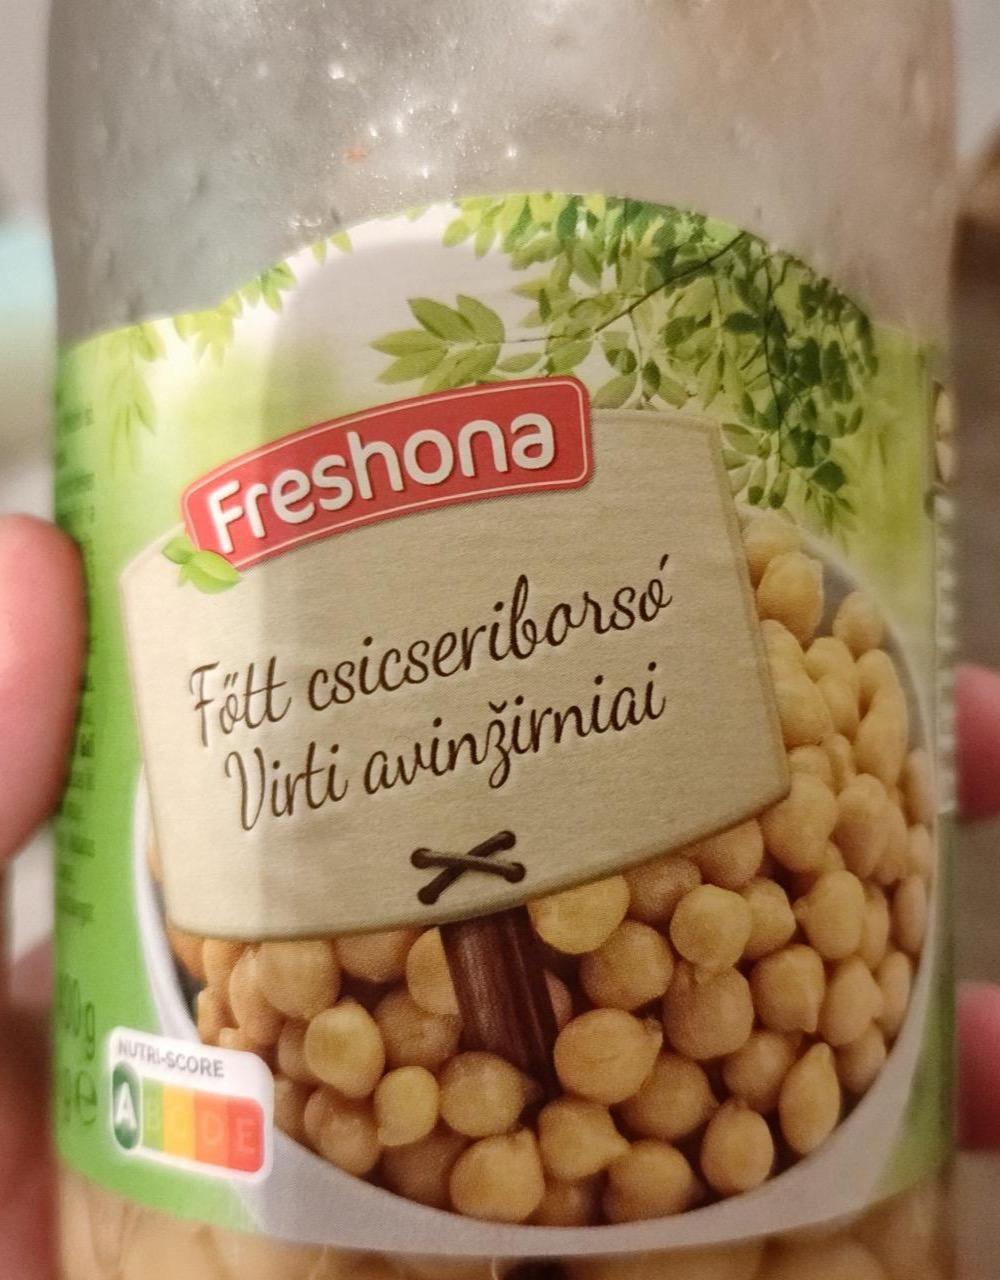 Freshona
Főtt csicseriborsó
Virti avinžirniai
NUTRI-SCORE
A B C D E